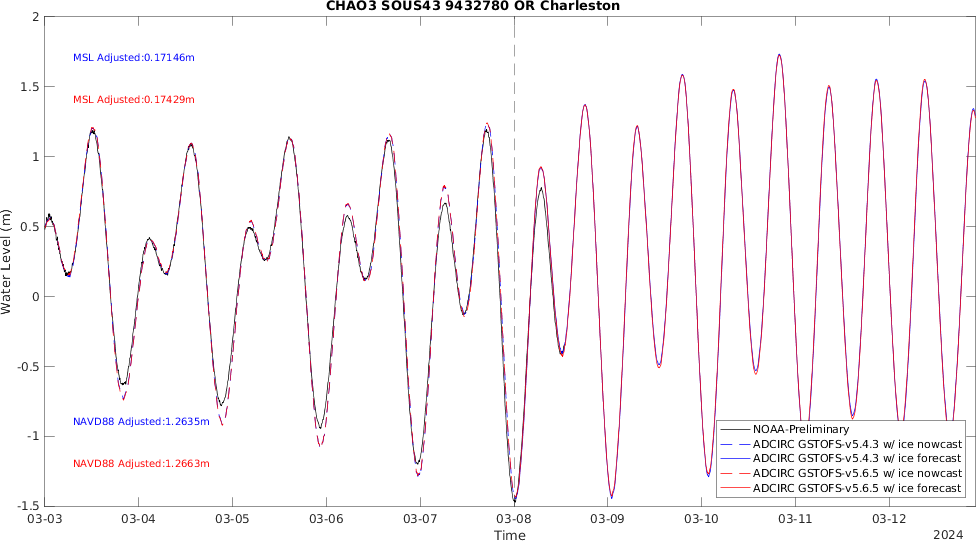 CHAO3 SOUS43 9432780 OR Charleston
2
1.5
1
0.5
0
-0.5
-1
-1.5
Water Level (m)
MSL Adjusted:0.17146m
MSL Adjusted:0.17429m
NAVD88 Adjusted:1.2635m
NAVD88 Adjusted:1.2663m
NOAA-Preliminary
ADCIRC GSTOFS-v5.4.3 w/ ice nowcast
ADCIRC GSTOFS-v5.4.3 w/ ice forecast
ADCIRC GSTOFS-v5.6.5 w/ ice nowcast
ADCIRC GSTOFS-v5.6.5 w/ ice forecast
03-03 03-04 03-05 03-06 03-07 03-08 03-09 03-10 03-11 03-12
Time
2024